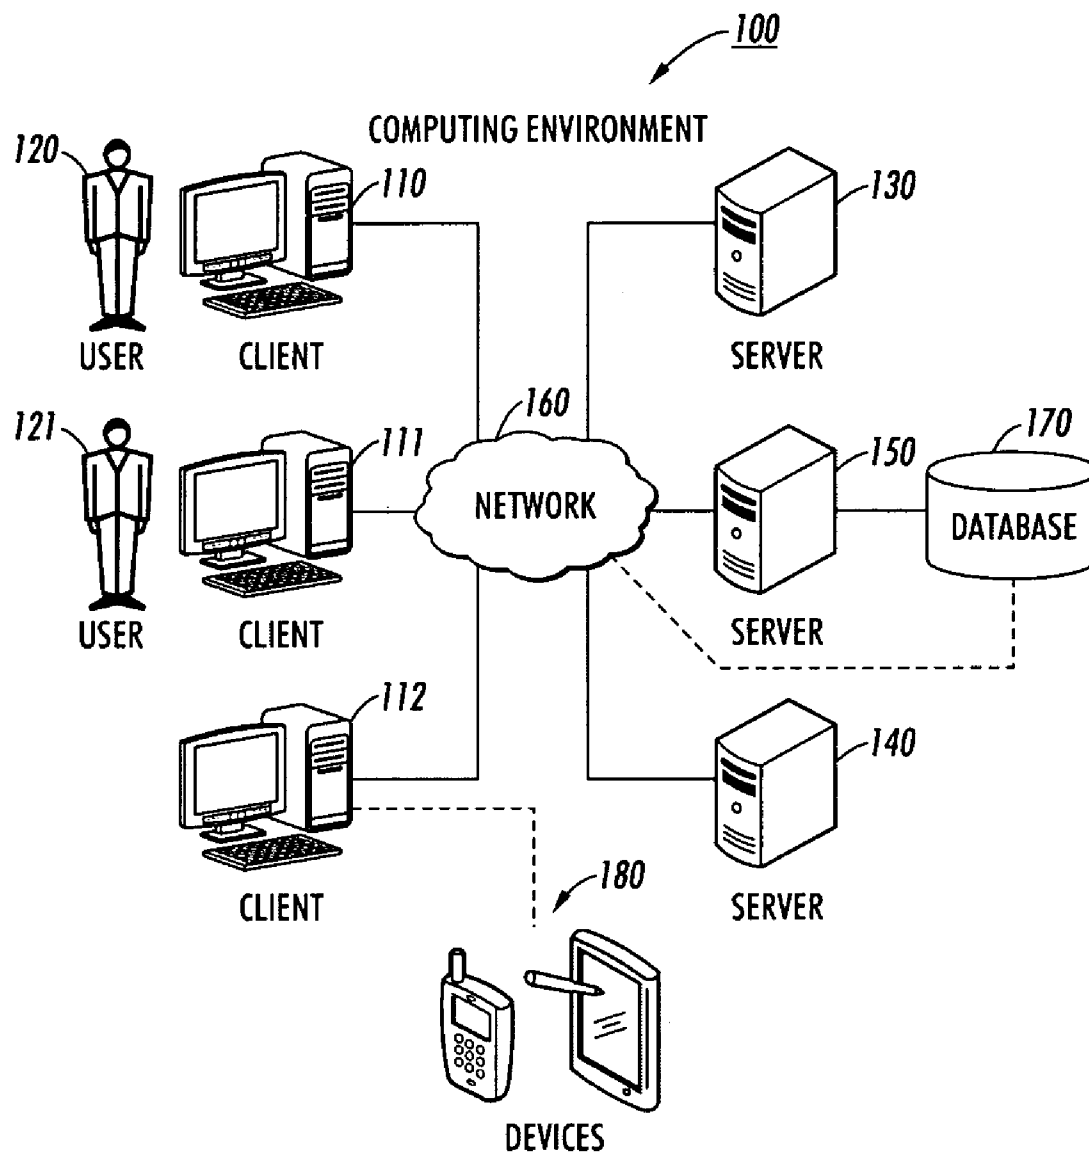 100
COMPUTING ENVIRONMENT
120
110
130
USER
CLIENT
SERVER
121
111
160
150
170
NETWORK
DATABASE
USER
CLIENT
SERVER
112
140
CLIENT
180
SERVER
DEVICES